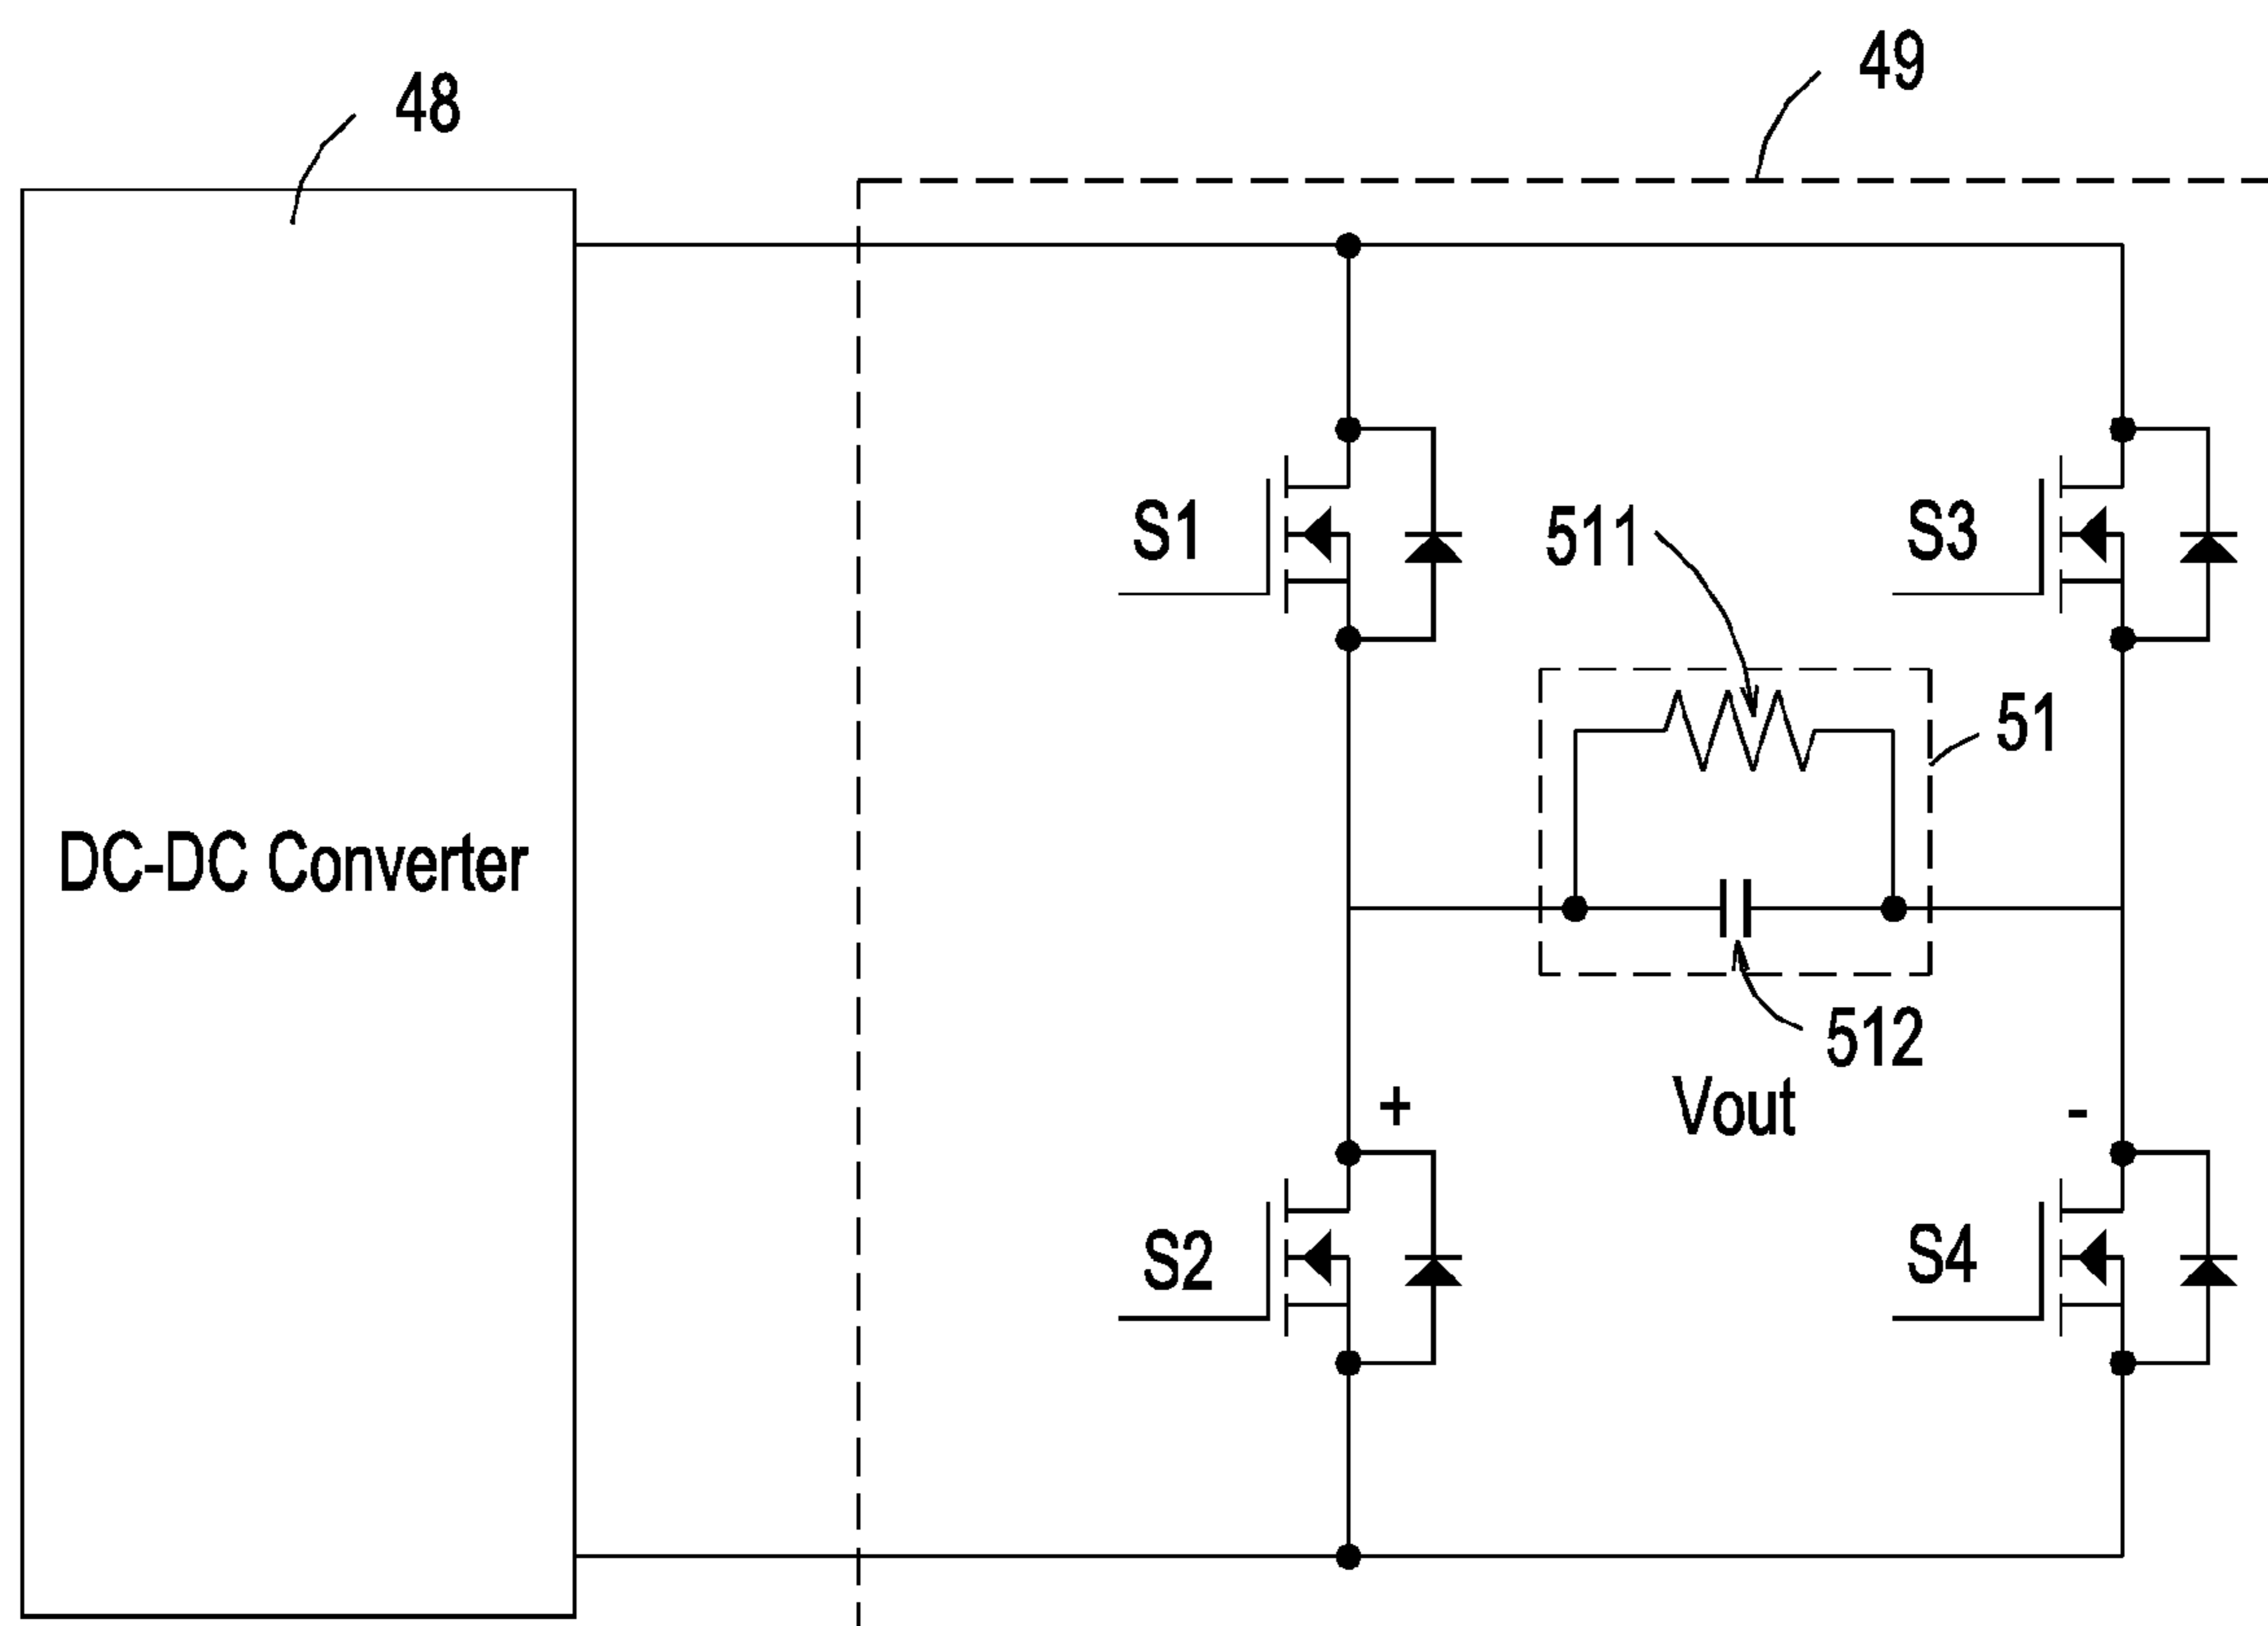 49
48
S1
511
S3
51
DC-DC Converter
512
+
Vout
-
S2
S4